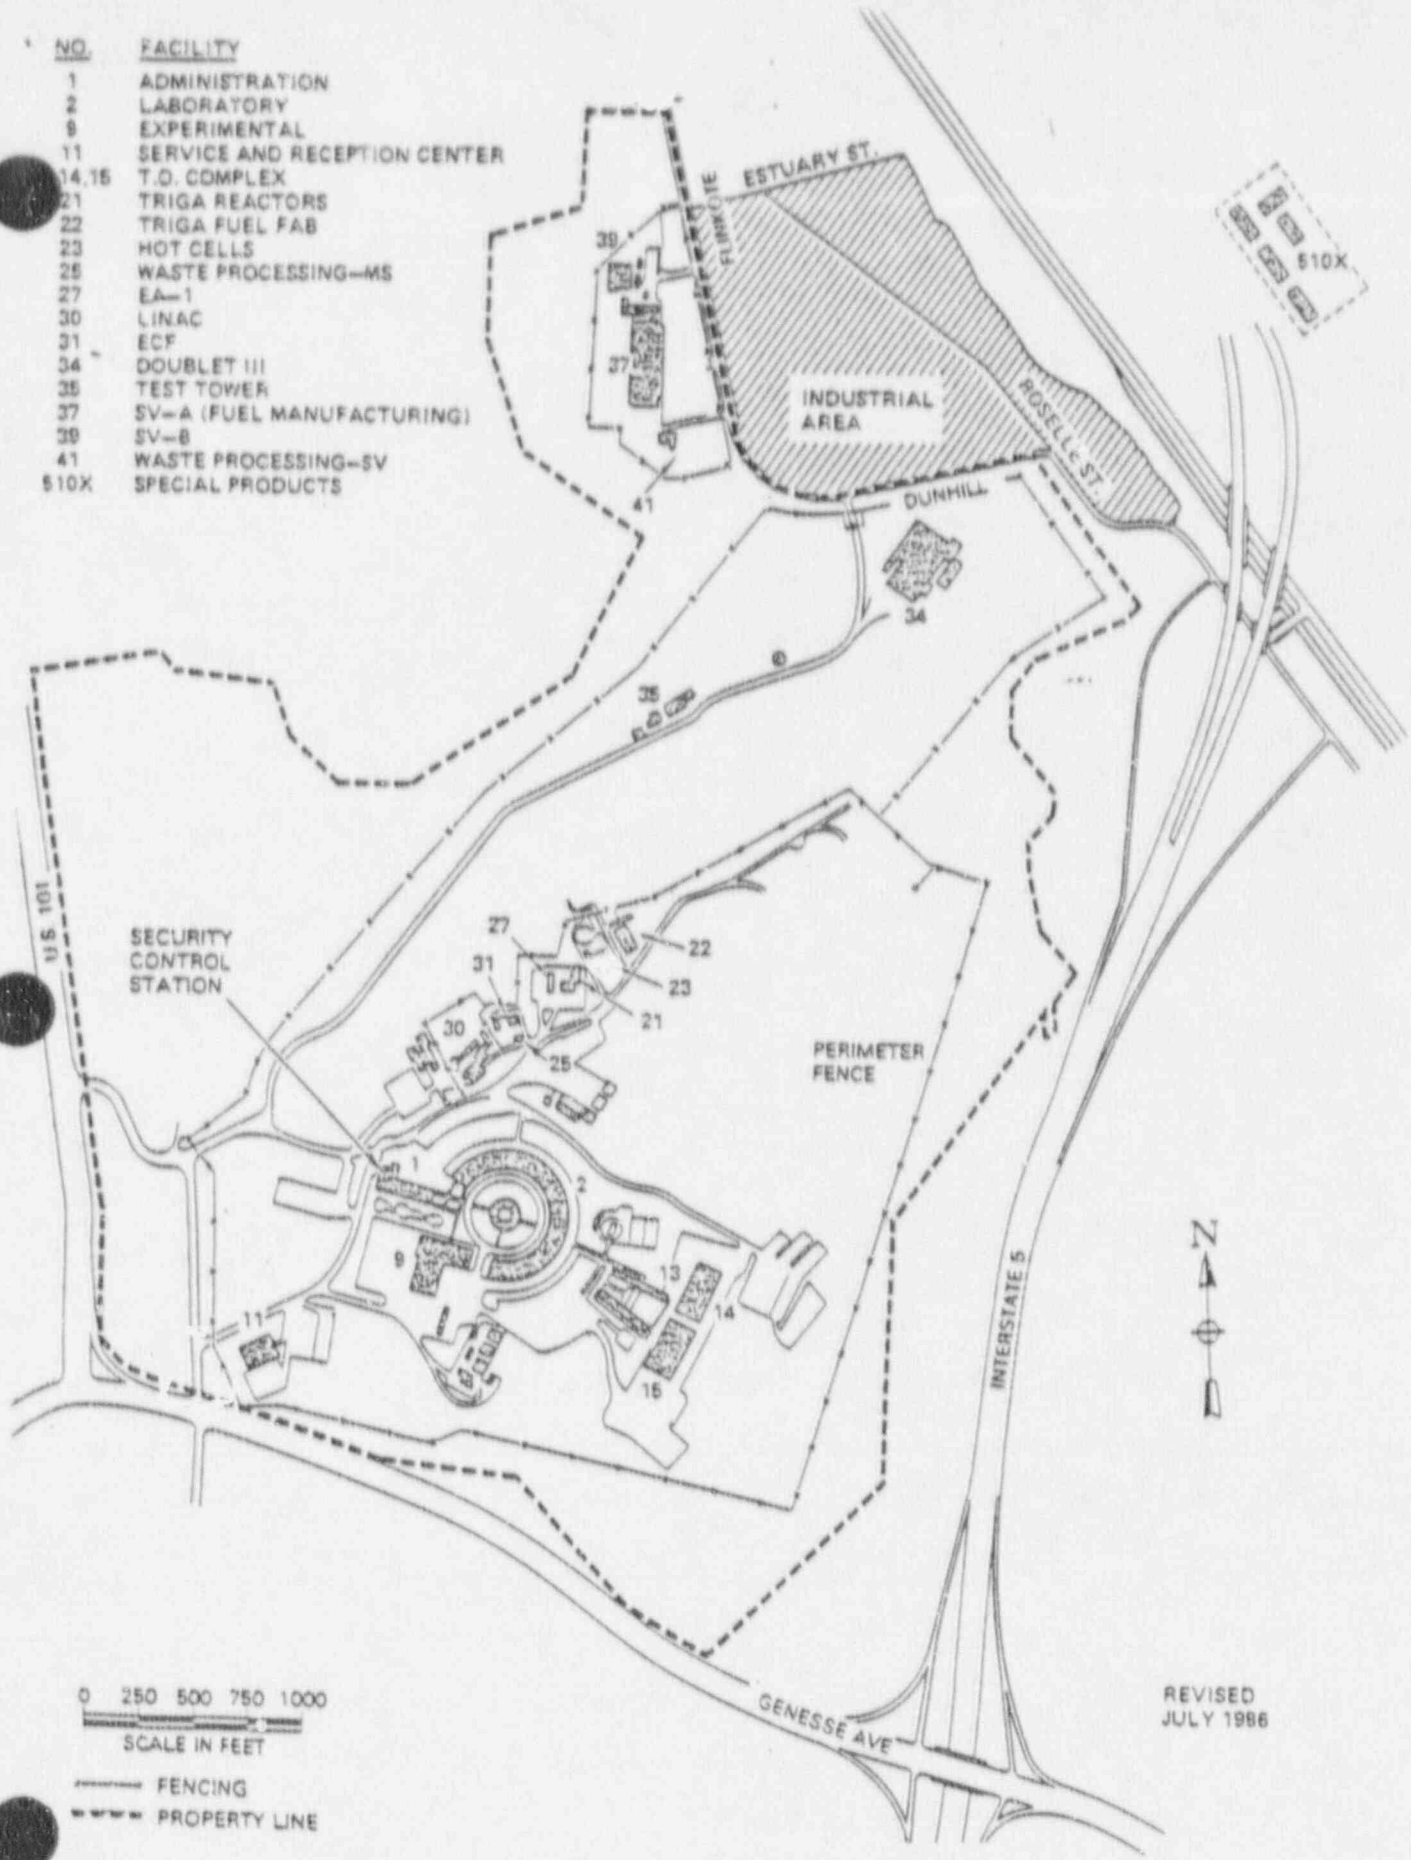 NO. FACILITY
1 ADMINISTRATION
2 LABORATORY
9 EXPERIMENTAL
11 SERVICE AND RECEPTION CENTER
14,15 T.O. COMPLEX
21 TRIGA REACTORS
22 TRIGA FUEL FAB
23 HOT CELLS
25 WASTE PROCESSING—MS
27 EA—1
30 LINAC
31 ECF
34 DOUBLET III
35 TEST TOWER
37 SV—A (FUEL MANUFACTURING)
39 SV—B
41 WASTE PROCESSING—SV
510X SPECIAL PRODUCTS
ESTUARY ST.
FLINKOTE
39
510X
37
INDUSTRIAL
AREA
ROSELLE ST.
41
DUNHILL
34
35
U.S. 101
SECURITY
CONTROL
STATION
27
22
31
23
30
21
25
PERIMETER
FENCE
1
2
9
13
14
11
15
N
INTERSTATE 5
0 250 500 750 1000
SCALE IN FEET
FENCING
PROPERTY LINE
GENESSE AVE
REVISED
JULY 1986